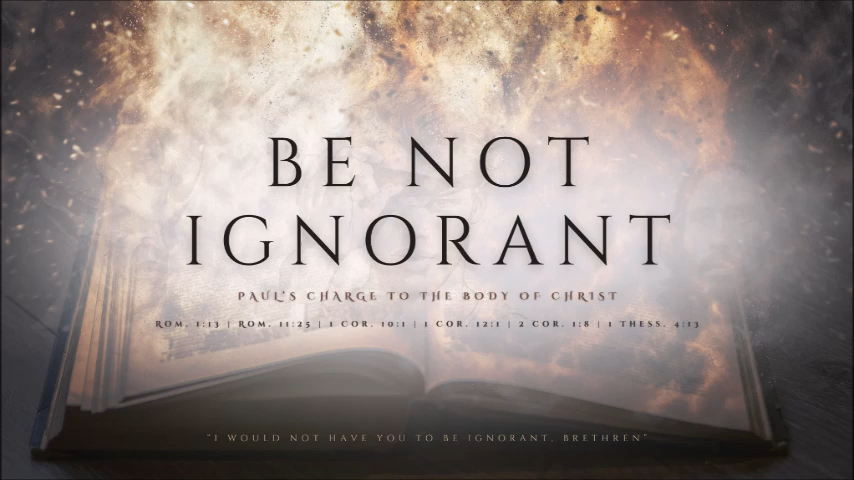 BE NOT
IGNORANT
PAUL'S CHARGE TO THE BODY OF CHRIST
ROM. 1:13 | ROM. 11:25 | 1 COR. 10:1 | 1 COR. 12:1 | 2 COR. 1:8 | 1 THESS. 4:13
"I WOULD NOT HAVE YOU TO BE IGNORANT, BRETHREN"